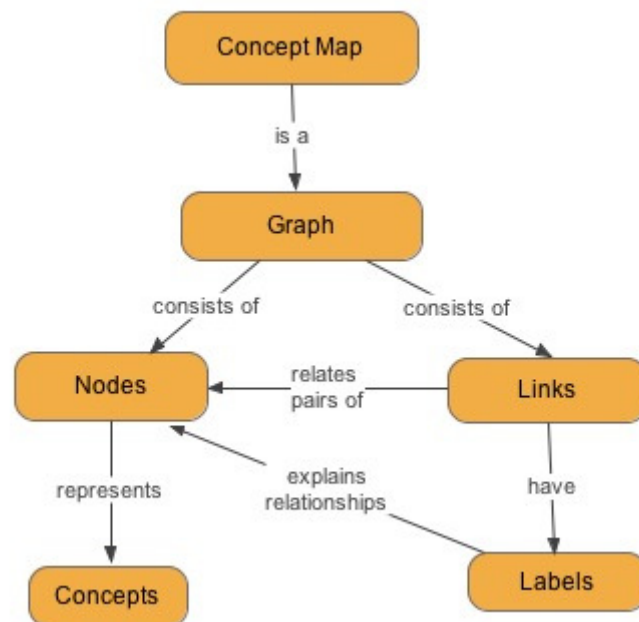 Concept Map
is a
Graph
consists of
consists of
Nodes
relates
pairs of
Links
represents
explains
relationships
have
Concepts
Labels